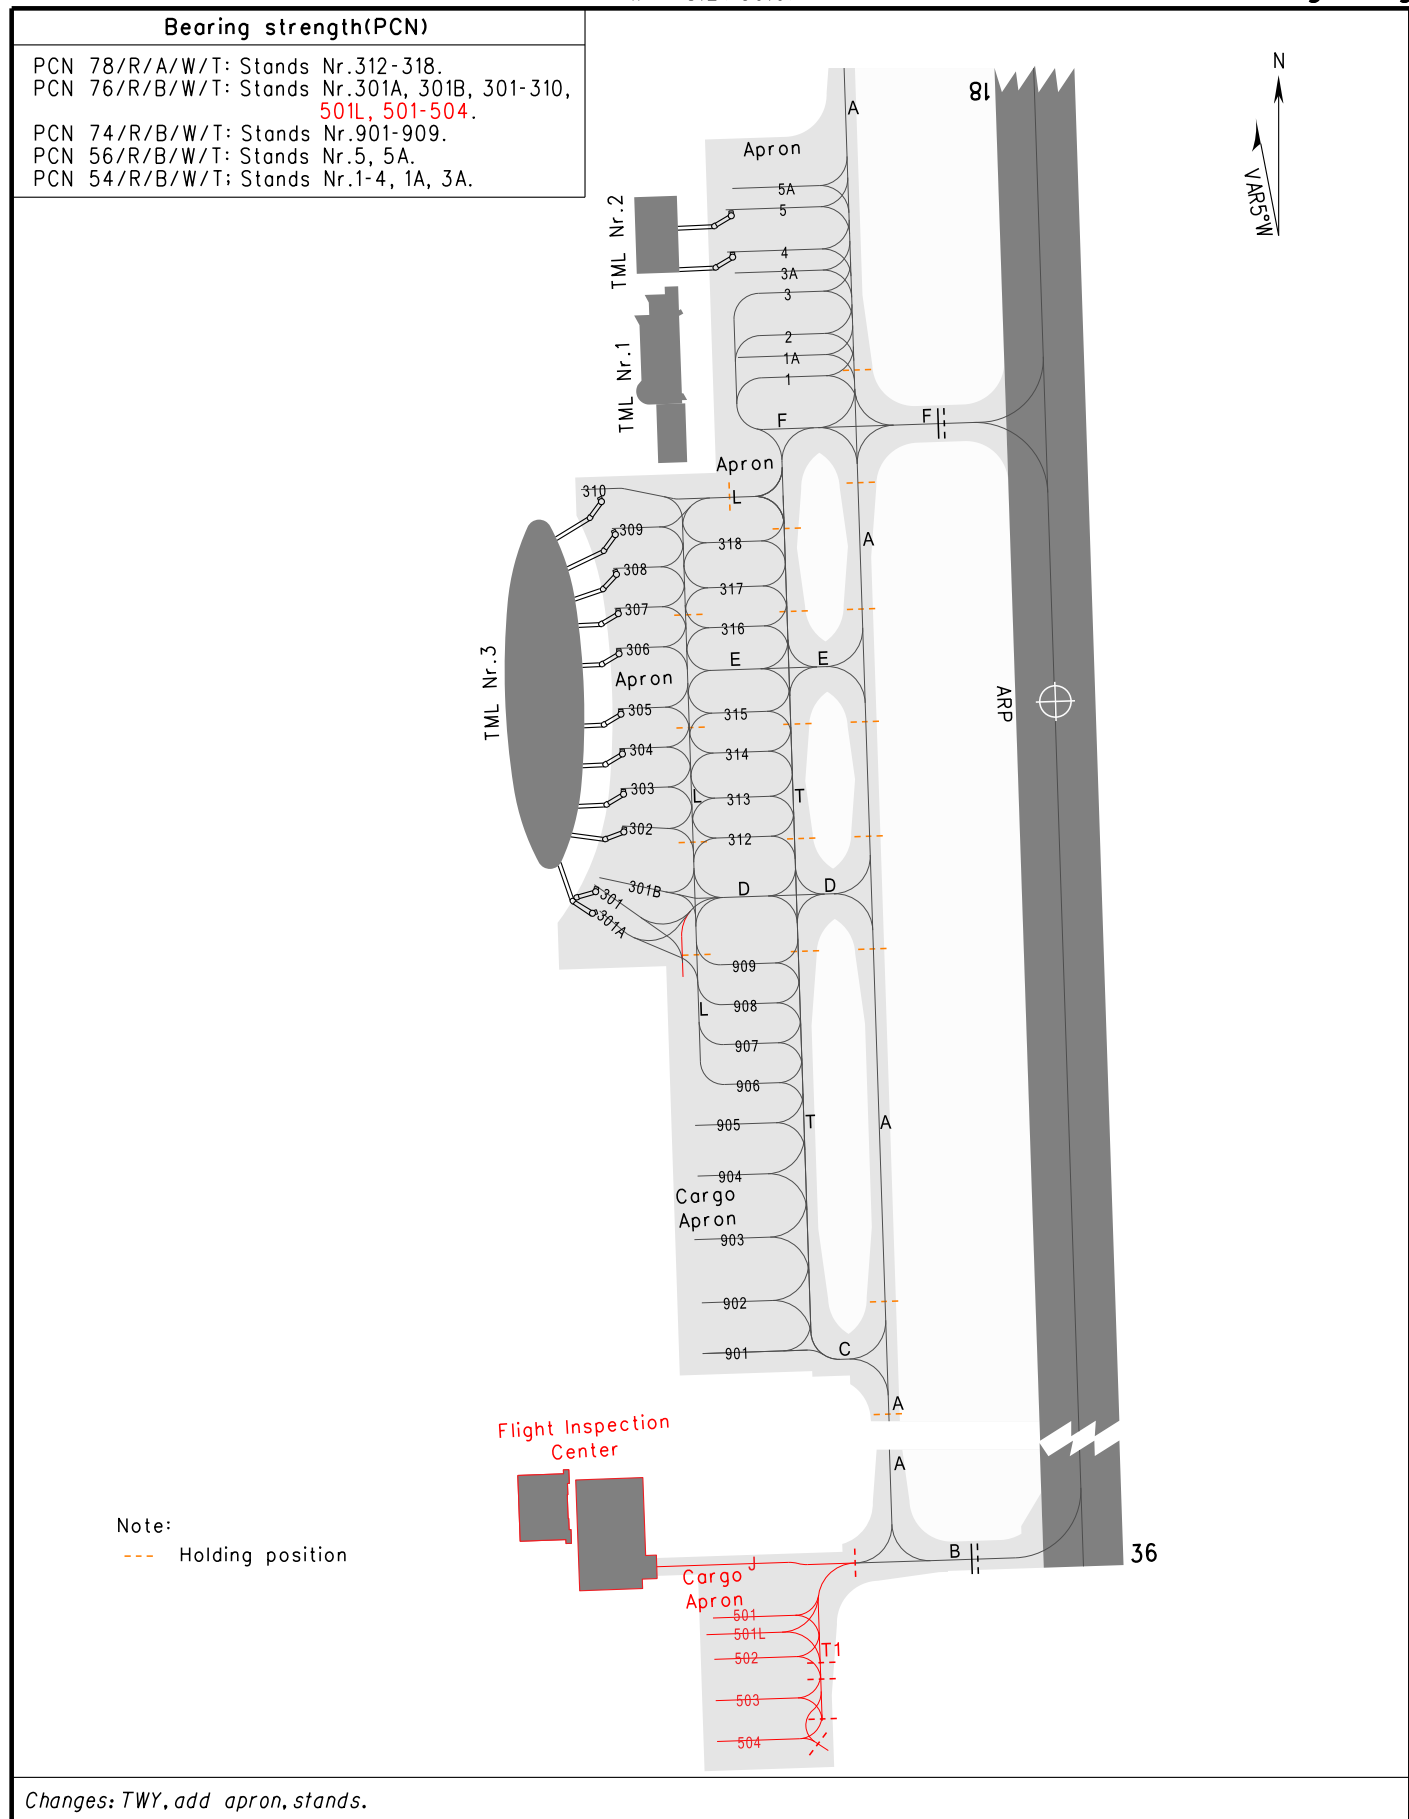 Bearing strength(PCN)
PCN 78/R/A/W/T: Stands Nr.312-318.
PCN 76/R/B/W/T: Stands Nr.301A, 301B, 301-310,
501L, 501-504.
PCN 74/R/B/W/T: Stands Nr.901-909.
PCN 56/R/B/W/T: Stands Nr.5, 5A.
PCN 54/R/B/W/T; Stands Nr.1-4, 1A, 3A.
N
VAR5°W
18
A
Apron
5A
5
TML Nr.2
4
3A
3
2
1A
TML Nr.1
1
F
F
Apron
310
L
309
318
A
308
317
307
316
306
E
E
Apron
TML Nr.3
305
315
ARP
304
314
303
L
313
T
302
312
301B
D
D
301
301A
909
908
L
907
906
905
T
A
904
Cargo
Apron
903
902
901
C
A
Flight Inspection
Center
A
Note:
Holding position
J
B
36
Cargo
Apron
501
501L
T1
502
503
504
Changes: TWY, add apron, stands.